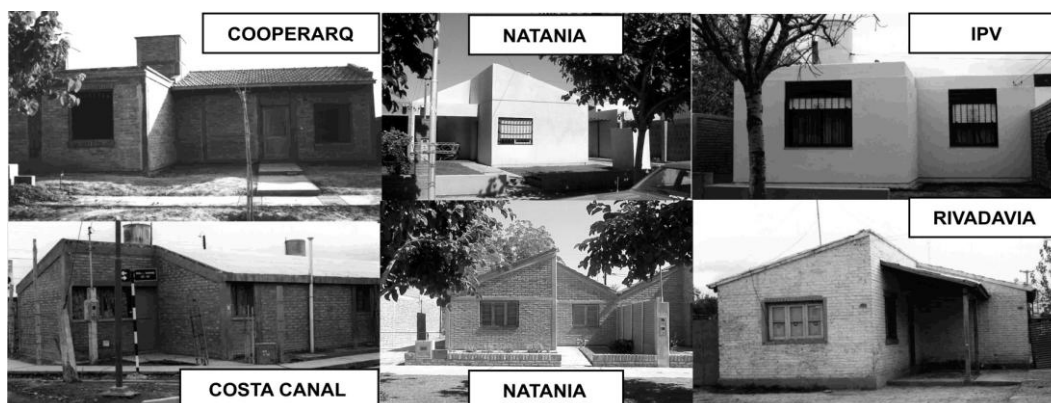 COOPERARQ
NATANIA
IPV
COSTA CANAL
NATANIA
RIVADAVIA